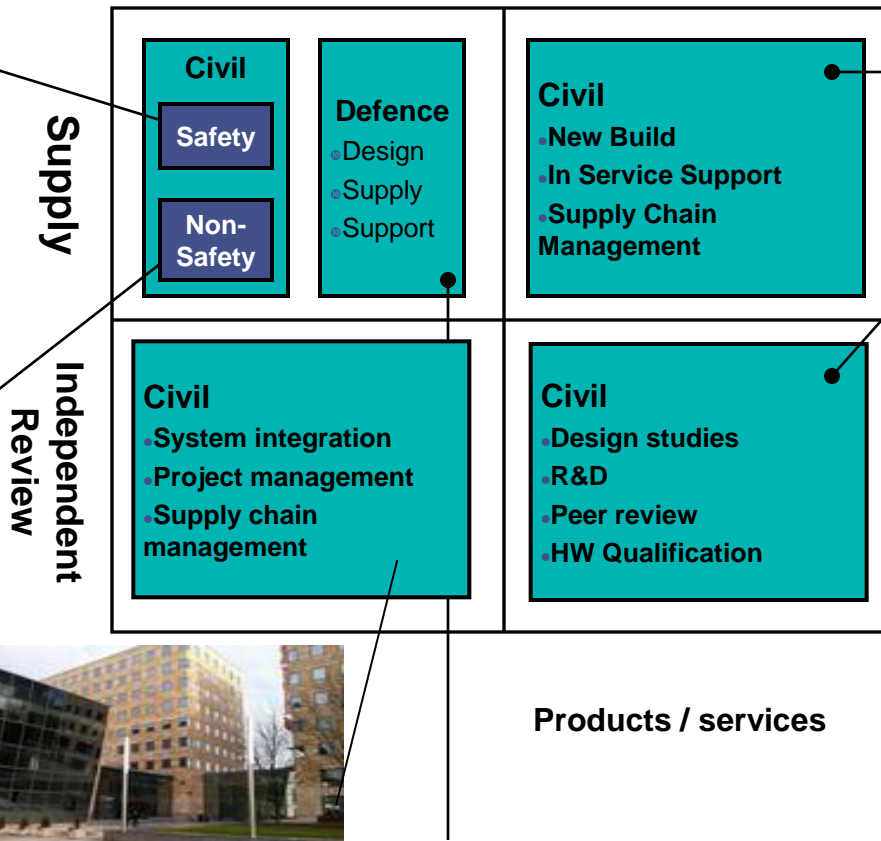 Supply
Civil
Safety
Non-
Safety
Defence
Design
Supply
Support
Civil
New Build
In Service Support
Supply Chain
Management
Independent
Review
Civil
System integration
Project management
Supply chain
management
Civil
Design studies
R&D
Peer review
HW Qualification
Products / services